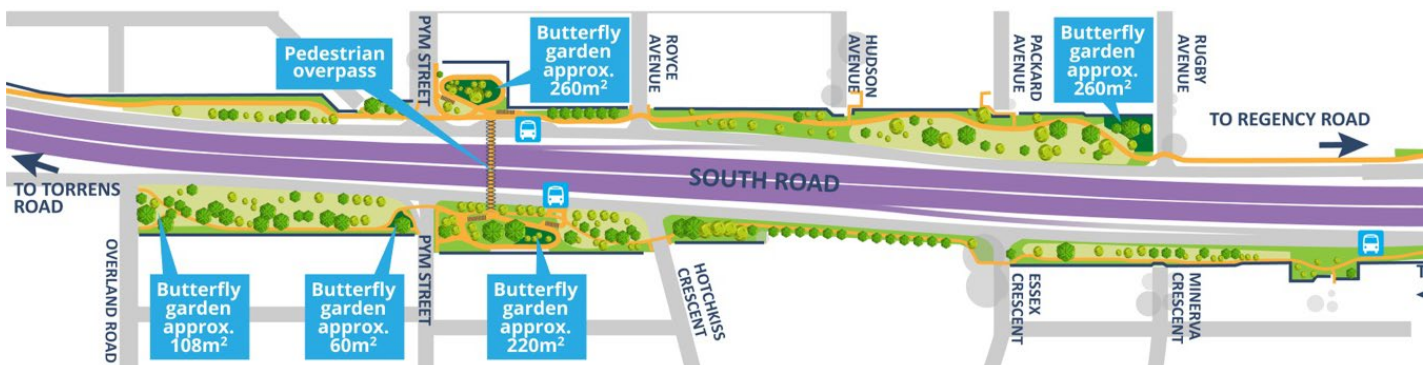 Pedestrian
overpass
PYM STREET
Butterfly
garden
approx.
260m²
ROYCE
AVENUE
HUDSON
AVENUE
PACKARD
AVENUE
Butterfly
garden
approx.
260m²
RUGBY
AVENUE
TO REGENCY ROAD
SOUTH ROAD
TO TORRENS
ROAD
OVERLAND ROAD
Butterfly
garden
approx.
108m²
Butterfly
garden
approx.
60m²
PYM STREET
Butterfly
garden
approx.
220m²
HOTCHKISS
CRESCENT
ESSEX
CRESCENT
MINERVA
CRESCENT